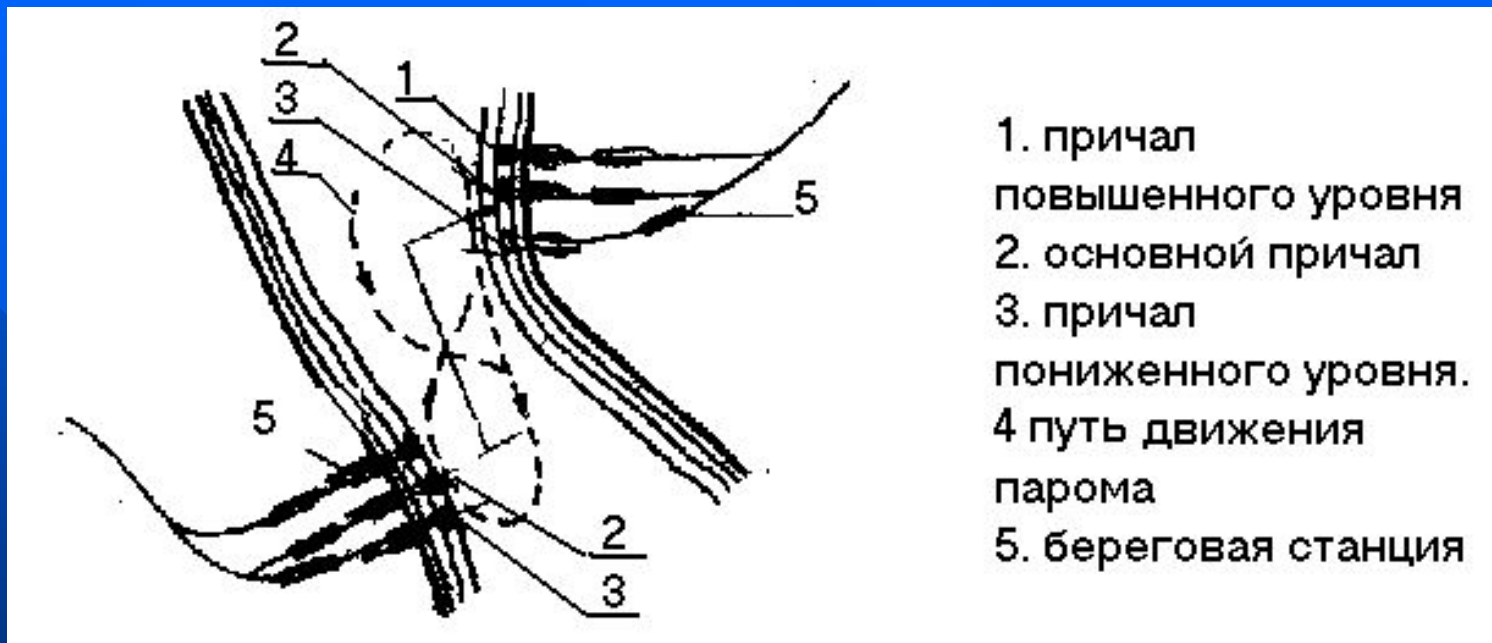 2
1
3
4
5
5
2
3
1. причал
повышенного уровня
2. основной причал
3. причал
пониженного уровня.
4 путь движения
парома
5. береговая станция